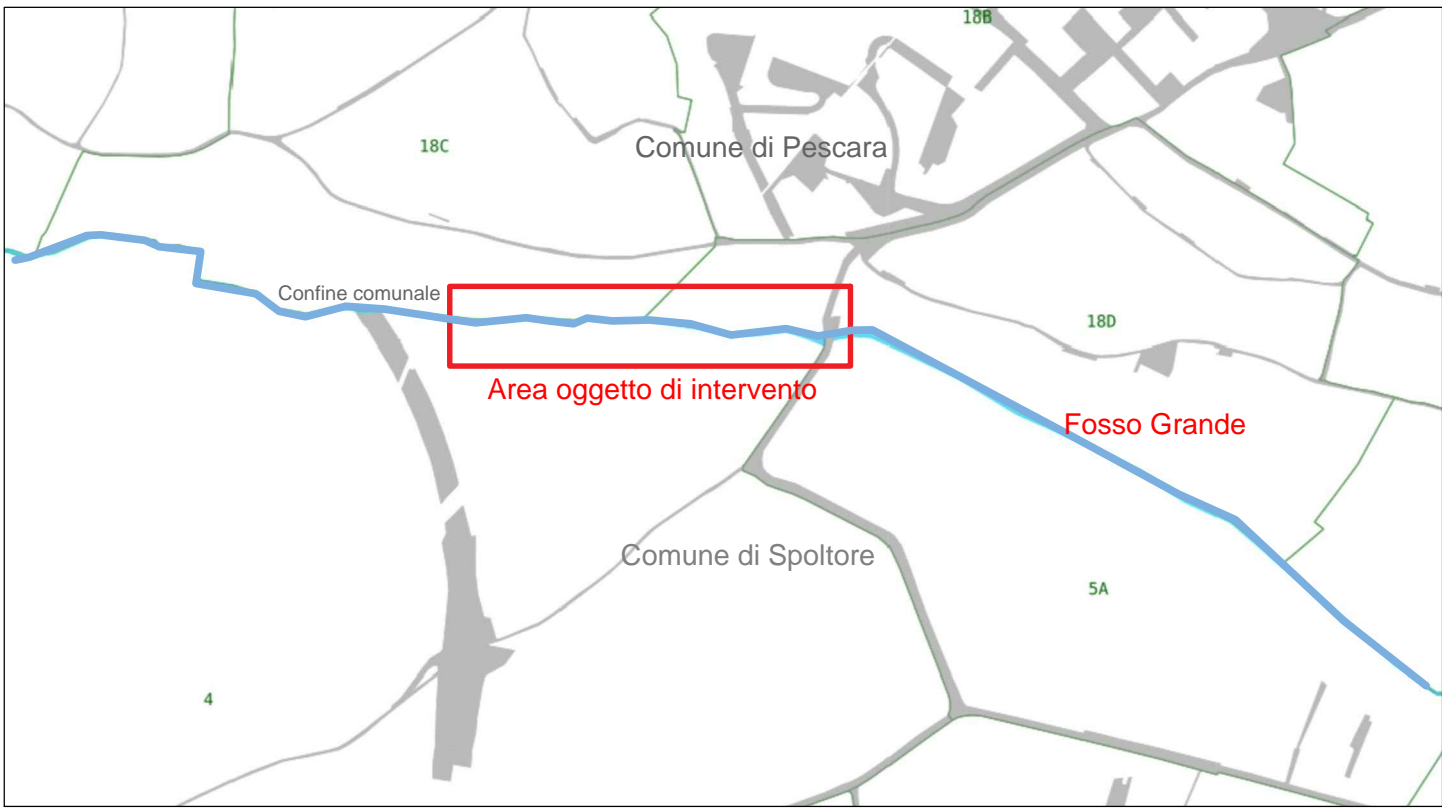 18B
18C
Comune di Pescara
Confine comunale
18D
Area oggetto di intervento
Fosso Grande
Comune di Spoltore
5A
4